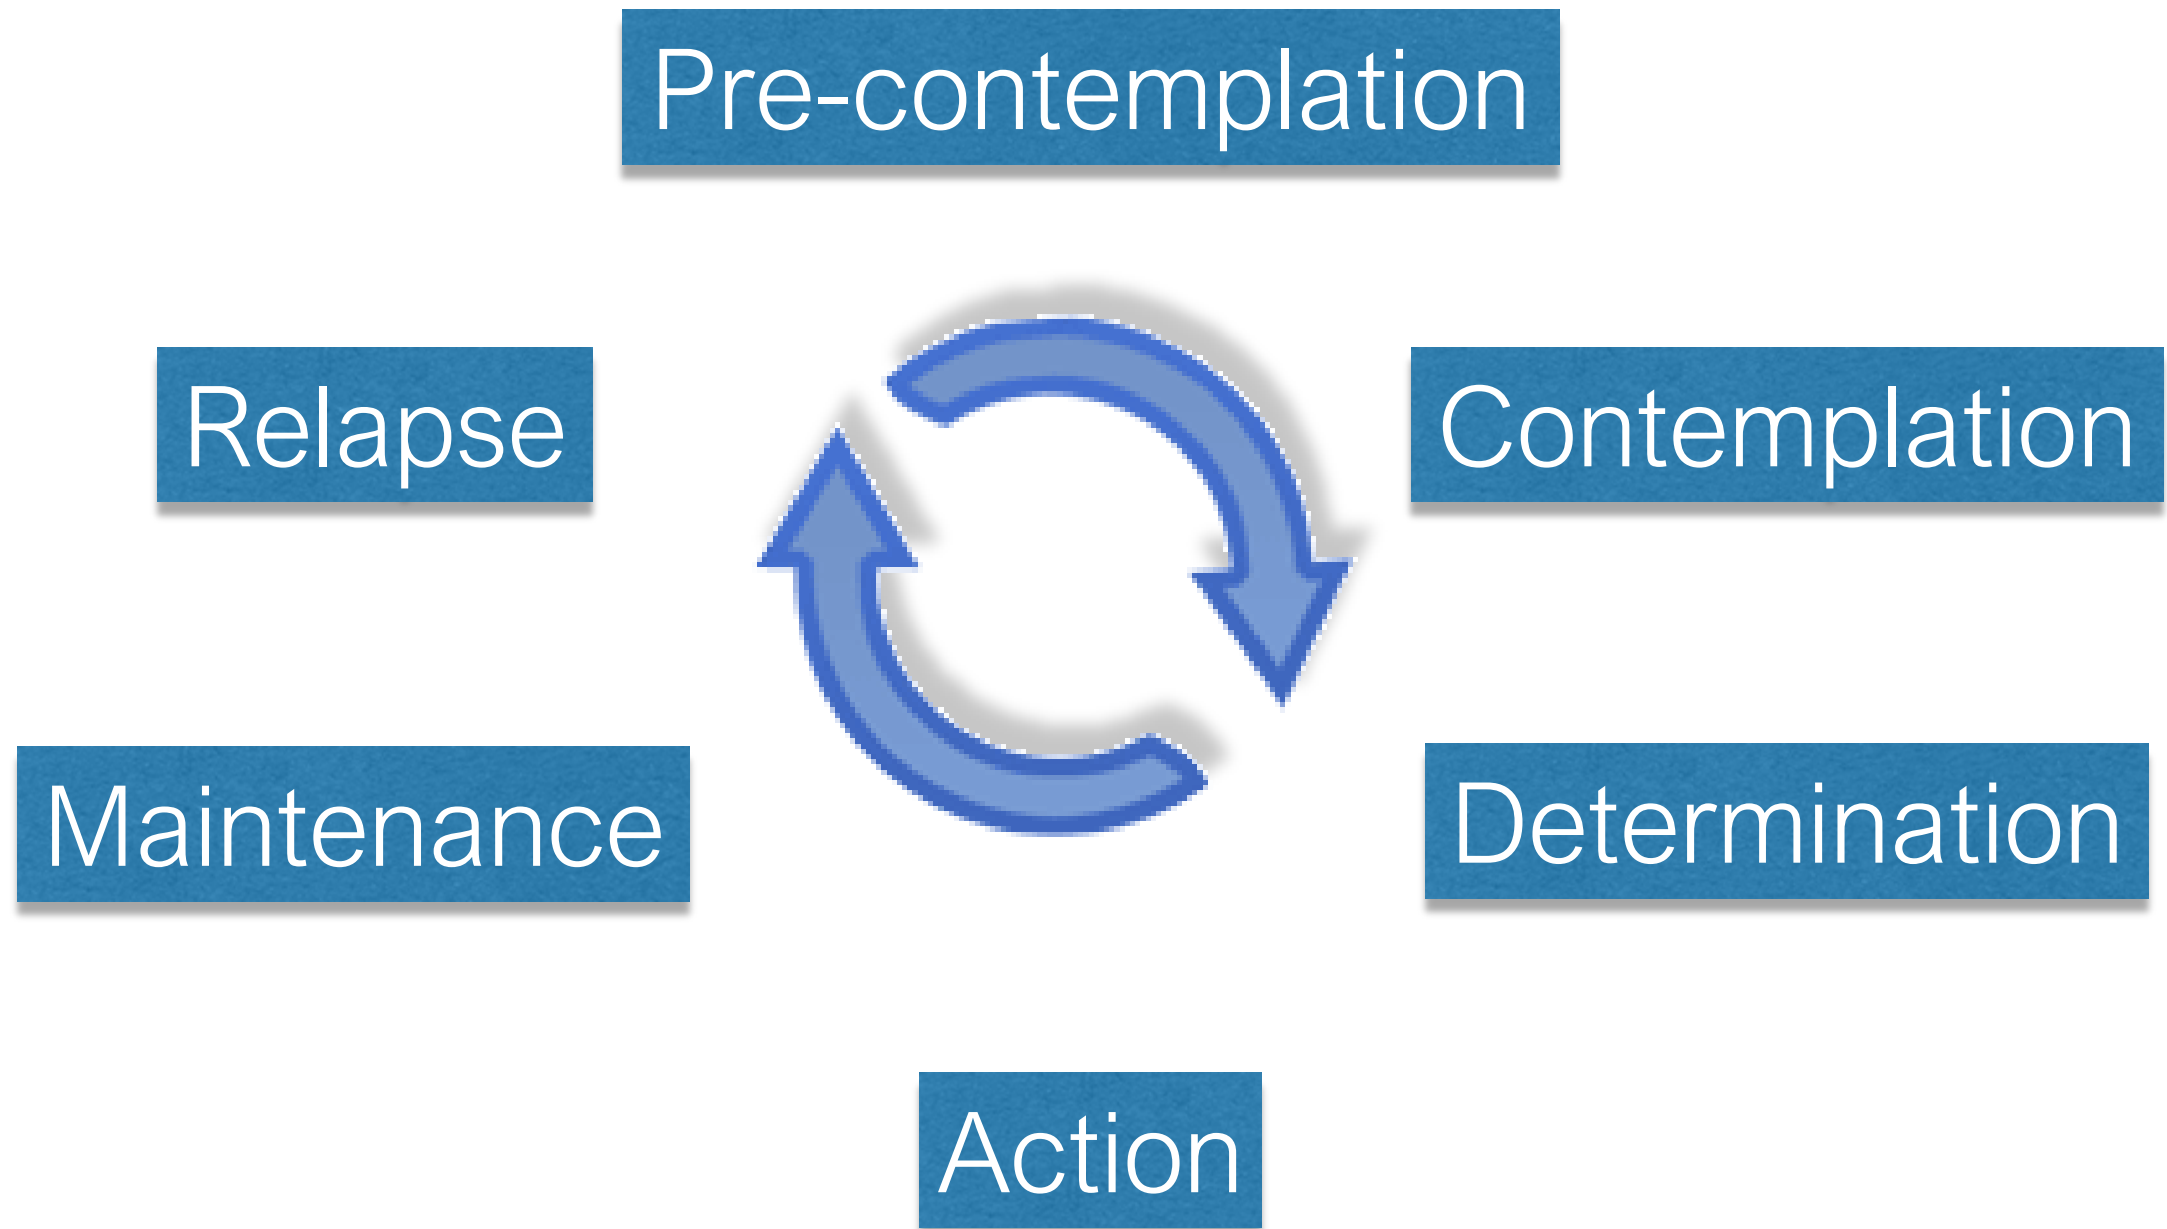 Pre-contemplation
Relapse
Contemplation
Maintenance
Determination
Action